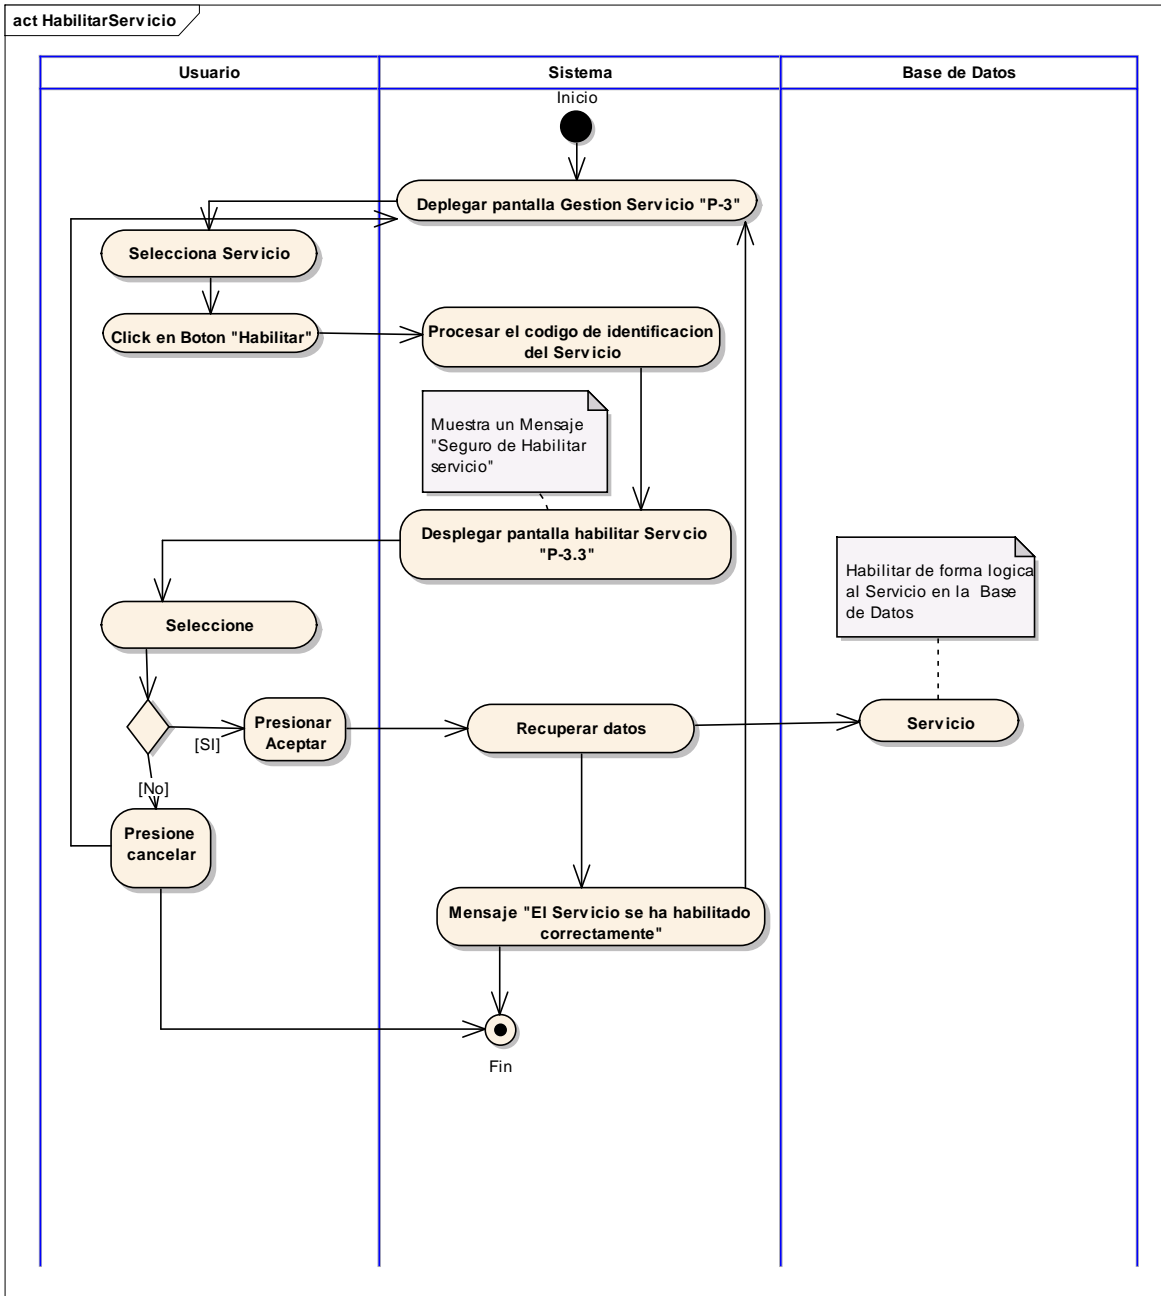 act HabilitarServicio
Usuario
Sistema
Base de Datos
Inicio
Deplegar pantalla Gestion Servicio "P-3"
Selecciona Servicio
Click en Boton "Habilitar"
Procesar el codigo de identificacion
del Servicio
Muestra un Mensaje
"Seguro de Habilitar
servicio"
Desplegar pantalla habilitar Servcio
"P-3.3"
Habilitar de forma logica
al Servicio en la Base
de Datos
Seleccione
[SI]
Presionar
Aceptar
Recuperar datos
Servicio
[No]
Presione
cancelar
Mensaje "El Servicio se ha habilitado
correctamente"
Fin